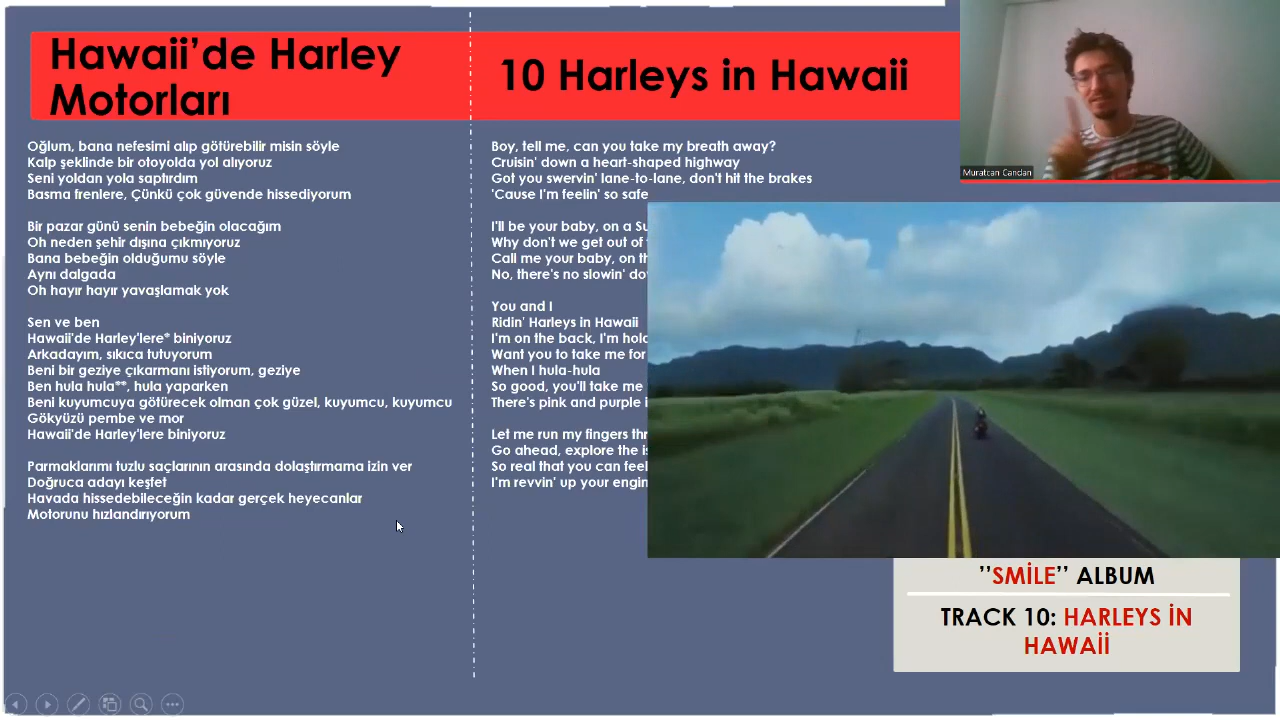 Hawaii’de Harley
Motorları
10 Harleys in Hawaii
Muratcan Candan
Oğlum, bana nefesimi alıp götürebilir misin söyle
Kalp şeklinde bir otoyolda yol alıyoruz
Seni yoldan yola saptırdım
Basma frenlere, Çünkü çok güvende hissediyorum
Bir pazar günü senin bebeğin olacağım
Oh neden şehir dışına çıkmıyoruz
Bana bebeğin olduğumu söyle
Aynı dalgada
Oh hayır hayır yavaşlamak yok
Sen ve ben
Hawaii'de Harley'lere* biniyoruz
Arkadayım, sıkıca tutuyorum
Beni bir geziye çıkarmanı istiyorum, geziye
Ben hula hula**, hula yaparken
Beni kuyumcuya götürecek olman çok güzel, kuyumcu, kuyumcu
Gökyüzü pembe ve mor
Hawaii'de Harley'lere biniyoruz
Parmaklarımı tuzlu saçlarının arasında dolaştırmama izin ver
Doğruca adayı keşfet
Havada hissedebileceğin kadar gerçek heyecanlar
Motorunu hızlandırıyorum
Boy, tell me, can you take my breath away?
Cruisin' down a heart-shaped highway
Got you swervin' lane-to-lane, don't hit the brakes
'Cause I'm feelin' so safe
I'll be your baby, on a Su
Why don't we get out of
Call me your baby, on th
No, there's no slowin' do
You and I
Ridin' Harleys in Hawaii
I'm on the back, I'm hol
Want you to take me for
When I hula-hula
So good, you'll take me
There's pink and purple i
Let me run my fingers thr
Go ahead, explore the is
So real that you can feel
I'm revvin' up your engin
’’SMİLE’’ ALBUM
TRACK 10: HARLEYS İN
HAWAİİ